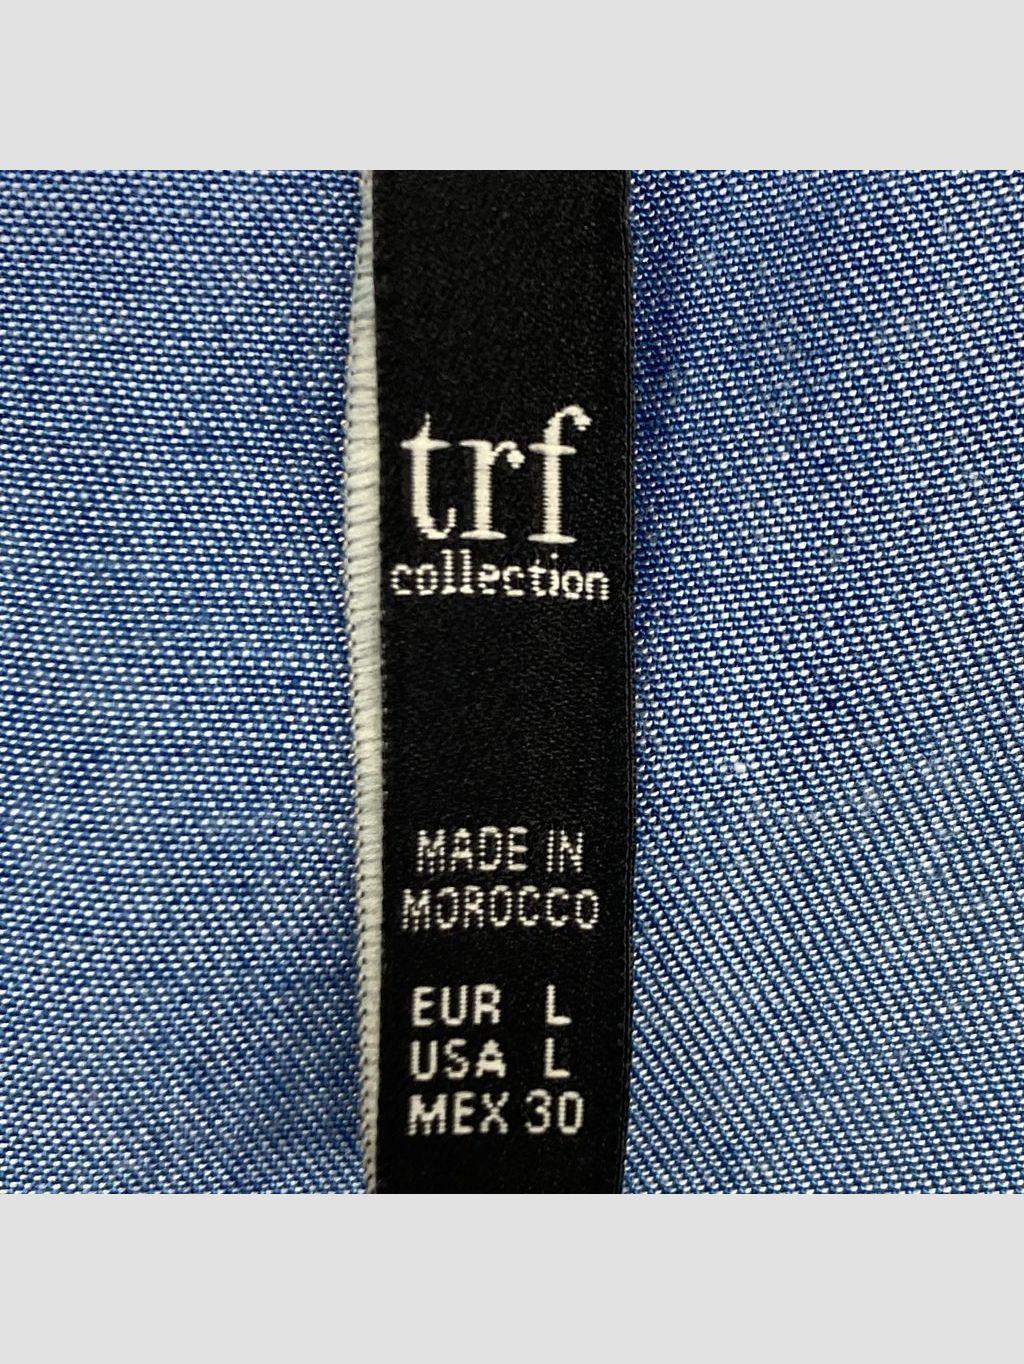 trf
collection
MADE IN
MOROCCO
EUR L
USA L
MEX 30